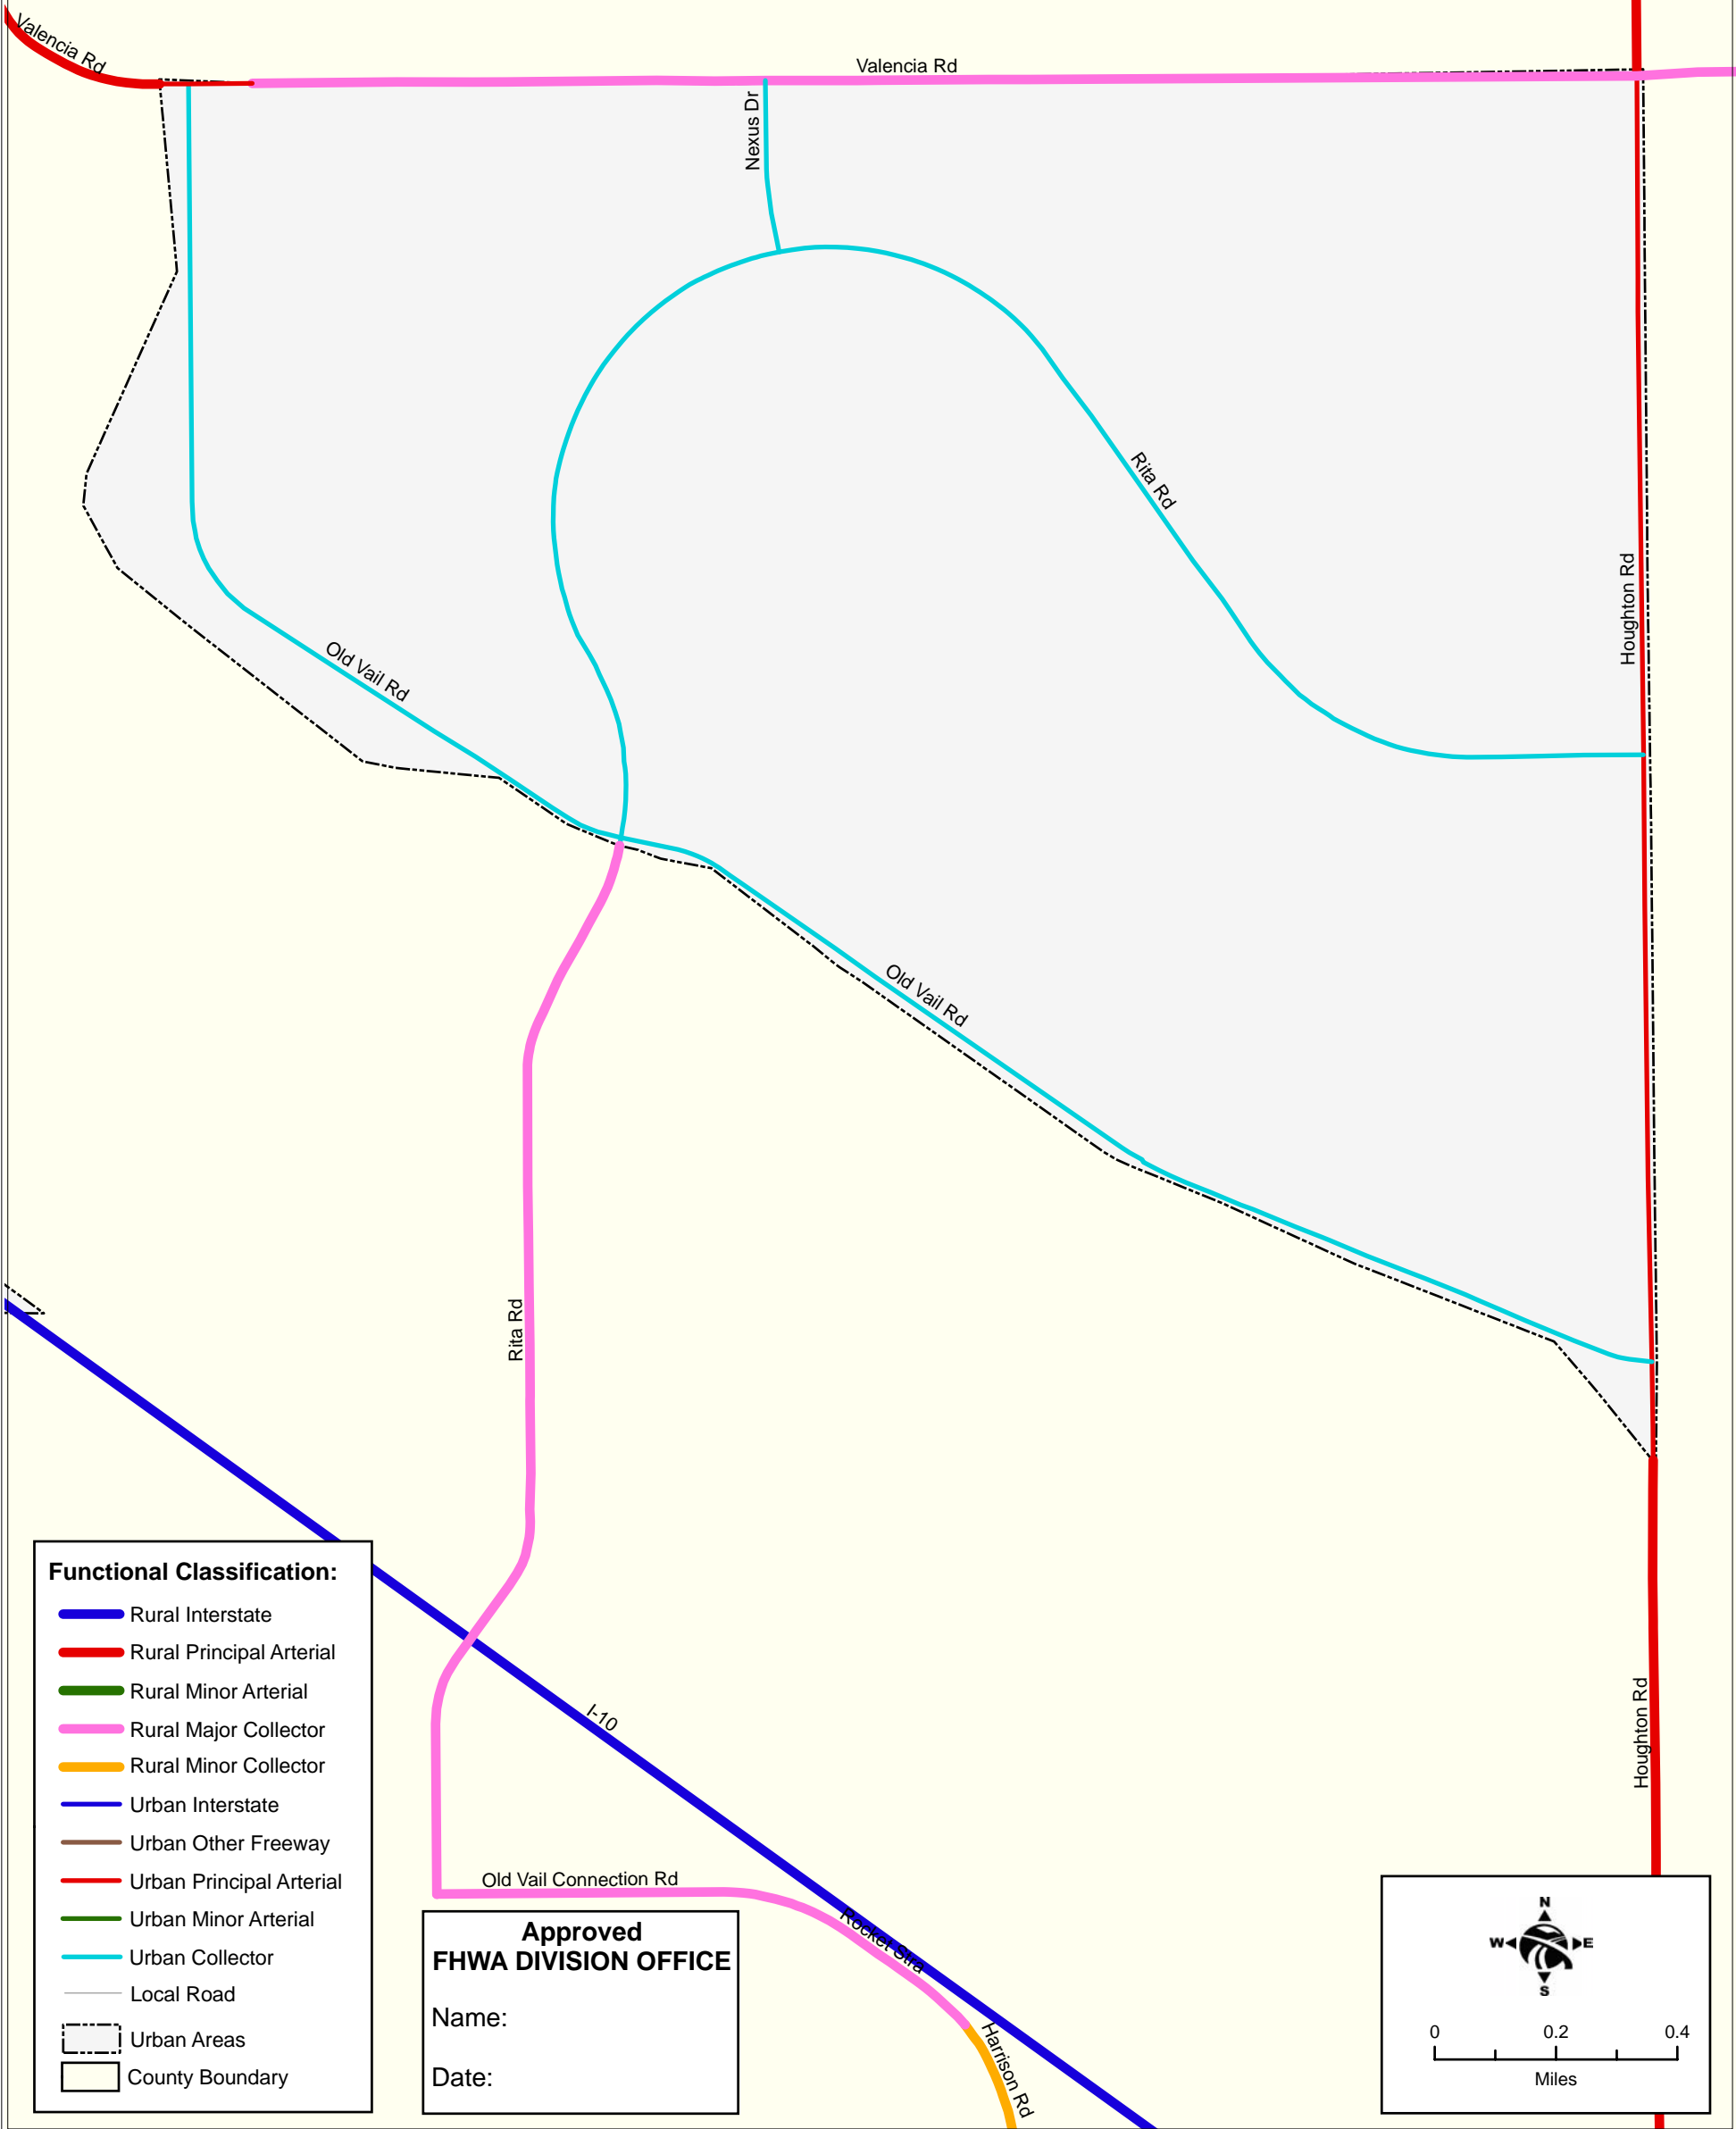 Valencia Rd
Valencia Rd
Nexus Dr
Rita Rd
Houghton Rd
Old Vail Rd
Old Vail Rd
Rita Rd
I-10
Houghton Rd
Old Vail Connection Rd
Rocket Stra
Harrison Rd
Functional Classification:
Rural Interstate
Rural Principal Arterial
Rural Minor Arterial
Rural Major Collector
Rural Minor Collector
Urban Interstate
Urban Other Freeway
Urban Principal Arterial
Urban Minor Arterial
Urban Collector
Local Road
Urban Areas
County Boundary
Approved
FHWA DIVISION OFFICE
Name:
Date:
N
W E
S
0 0.2 0.4
Miles